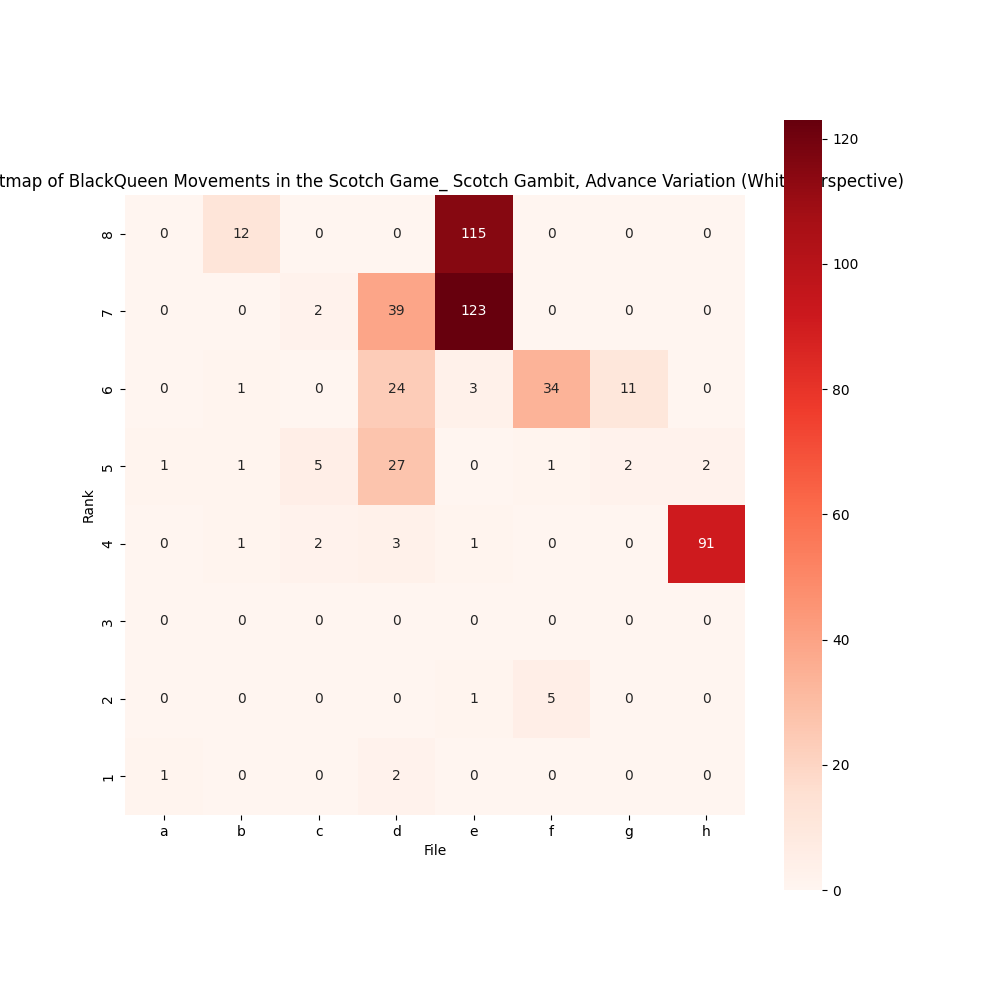 tmap of BlackQueen Movements in the Scotch Game_ Scotch Gambit, Advance Variation (Whit rspective)
8 0 12 0 0 115 0 0 0
7 0 0 2 39 123 0 0 0
6 0 1 0 24 3 34 11 0
5 1 1 5 27 0 1 2 2
4 0 1 2 3 1 0 0 91
3 0 0 0 0 0 0 0 0
2 0 0 0 0 1 5 0 0
1 1 0 0 2 0 0 0 0
a b c d e f g h
Rank
File
120
100
80
60
40
20
0